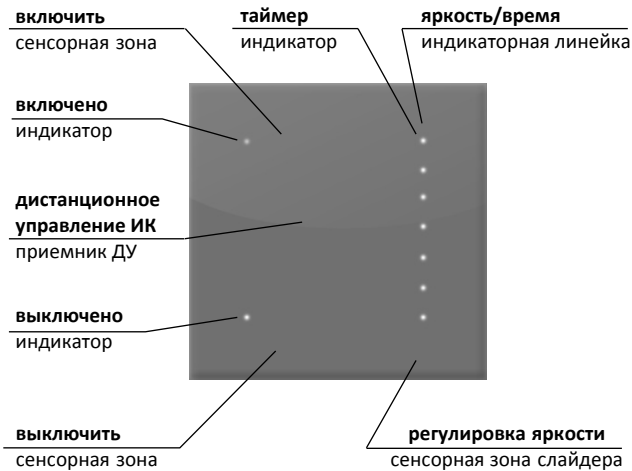 включить
сенсорная зона
таймер
индикатор
яркость/время
индикаторная линейка
включено
индикатор
дистанционное
управление ИК
приемник ДУ
выключено
индикатор
выключить
сенсорная зона
регулировка яркости
сенсорная зона слайдера